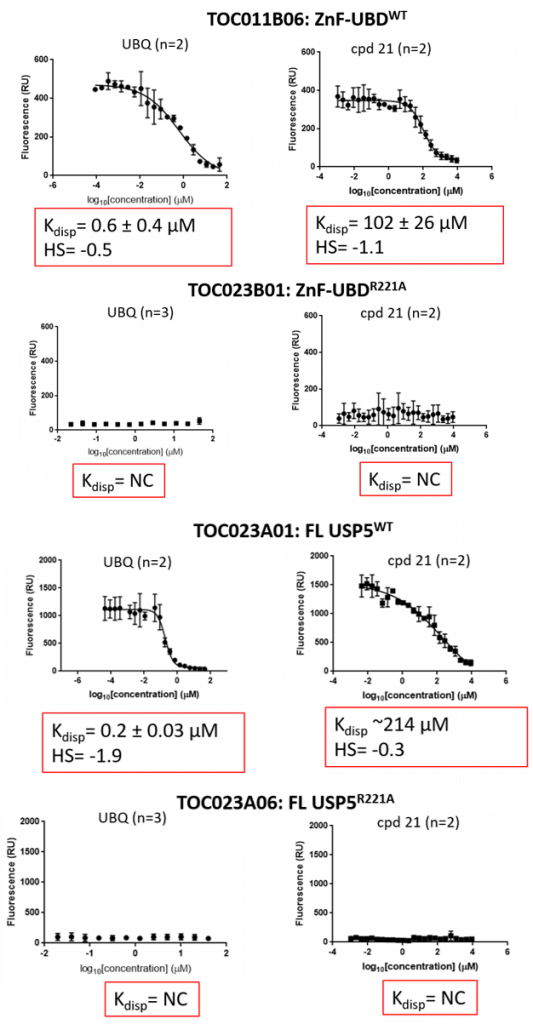 TOC011B06: ZnF-UBDWT
UBQ (n=2)
cpd 21 (n=2)
Fluorescence (RU)
600
400
200
0
-6
-4
-2
0
2
log10[concentration] (µM)
Fluorescence (RU)
600
400
200
0
-4
-2
0
2
4
6
log10[concentration] (µM)
Kdisp= 0.6 ± 0.4 µM
HS= -0.5
Kdisp= 102 ± 26 µM
HS= -1.1
TOC023B01: ZnF-UBDR221A
UBQ (n=3)
cpd 21 (n=2)
Fluorescence (RU)
600
400
200
0
-2
-1
0
1
2
log10[concentration] (µM)
Fluorescence (RU)
600
400
200
0
-4
-2
0
2
4
6
log10[concentration] (µM)
Kdisp= NC
Kdisp= NC
TOC023A01: FL USP5WT
UBQ (n=2)
cpd 21 (n=2)
Fluorescence (RU)
2000
1500
1000
500
0
-6
-4
-2
0
2
log10[concentration] (µM)
Fluorescence (RU)
2000
1500
1000
500
0
-4
-2
0
2
4
6
log10[concentration] (µM)
Kdisp= 0.2 ± 0.03 µM
HS= -1.9
Kdisp ~214 µM
HS= -0.3
TOC023A06: FL USP5R221A
UBQ (n=3)
cpd 21 (n=2)
Fluorescence (RU)
2000
1500
1000
500
0
-2
-1
0
1
2
log10[concentration] (µM)
Fluorescence (RU)
2000
1500
1000
500
0
-4
-2
0
2
4
6
log10[concentration] (µM)
Kdisp= NC
Kdisp= NC